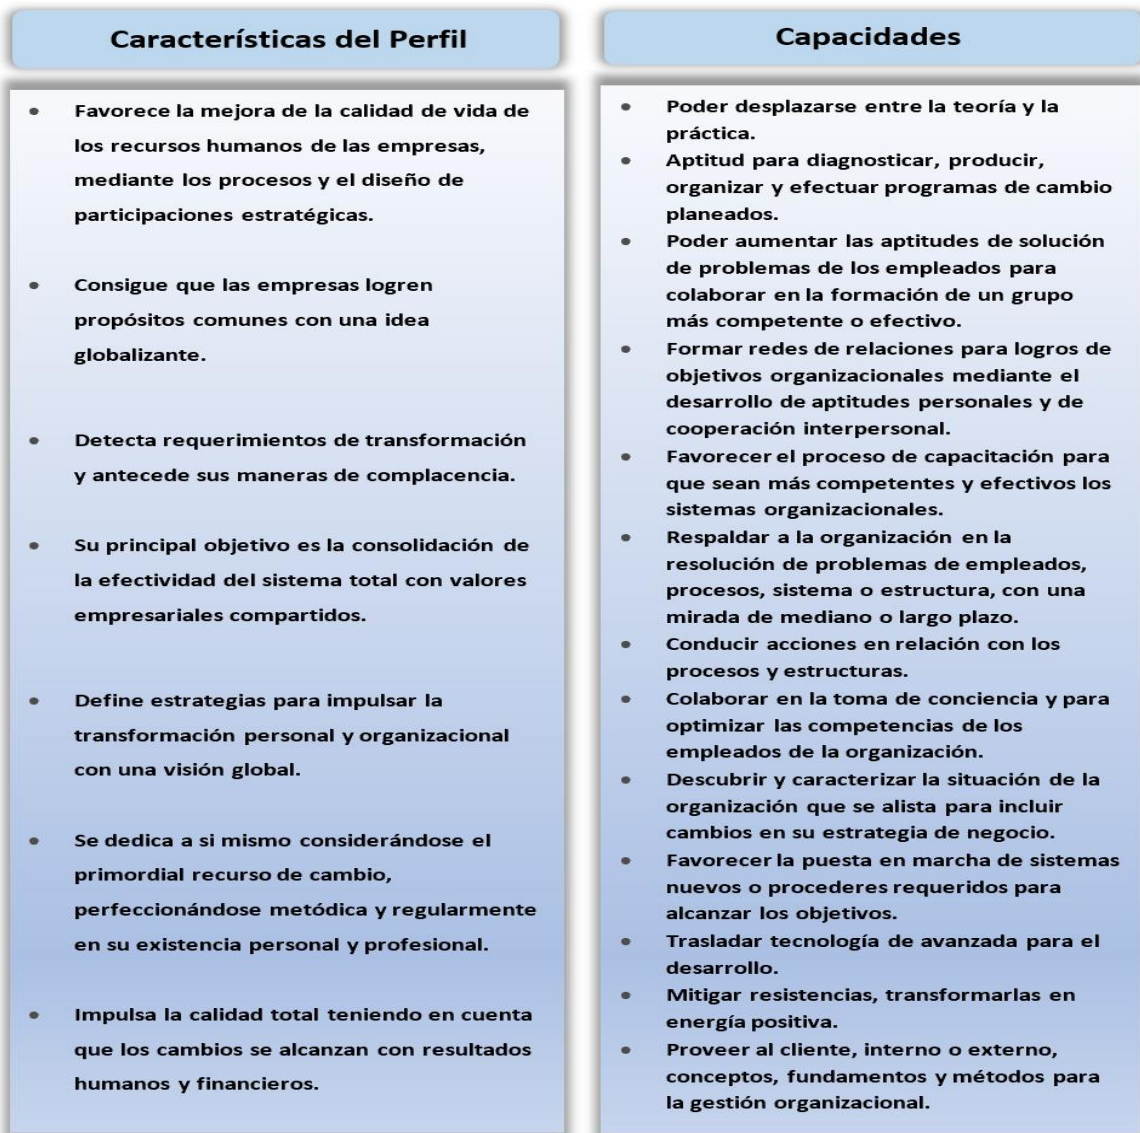 Características del Perfil
• Favorece la mejora de la calidad de vida de
los recursos humanos de las empresas,
mediante los procesos y el diseño de
participaciones estratégicas.
• Consigue que las empresas logren
propósitos comunes con una idea
globalizante.
• Detecta requerimientos de transformación
y antecede sus maneras de complacencia.
• Su principal objetivo es la consolidación de
la efectividad del sistema total con valores
empresariales compartidos.
• Define estrategias para impulsar la
transformación personal y organizacional
con una visión global.
• Se dedica a si mismo considerándose el
primordial recurso de cambio,
perfeccionándose metódica y regularmente
en su existencia personal y profesional.
• Impulsa la calidad total teniendo en cuenta
que los cambios se alcanzan con resultados
humanos y financieros.
Capacidades
• Poder desplazarse entre la teoría y la
práctica.
• Aptitud para diagnosticar, producir,
organizar y efectuar programas de cambio
planeados.
• Poder aumentar las aptitudes de solución
de problemas de los empleados para
colaborar en la formación de un grupo
más competente o efectivo.
• Formar redes de relaciones para logros de
objetivos organizacionales mediante el
desarrollo de aptitudes personales y de
cooperación interpersonal.
• Favorecer el proceso de capacitación para
que sean más competentes y efectivos los
sistemas organizacionales.
• Respaldar a la organización en la
resolución de problemas de empleados,
procesos, sistema o estructura, con una
mirada de mediano o largo plazo.
• Conducir acciones en relación con los
procesos y estructuras.
• Colaborar en la toma de conciencia y para
optimizar las competencias de los
empleados de la organización.
• Descubrir y caracterizar la situación de la
organización que se alista para incluir
cambios en su estrategia de negocio.
• Favorecer la puesta en marcha de sistemas
nuevos o procederes requeridos para
alcanzar los objetivos.
• Trasladar tecnología de avanzada para el
desarrollo.
• Mitigar resistencias, transformarlas en
energía positiva.
• Proveer al cliente, interno o externo,
conceptos, fundamentos y métodos para
la gestión organizacional.